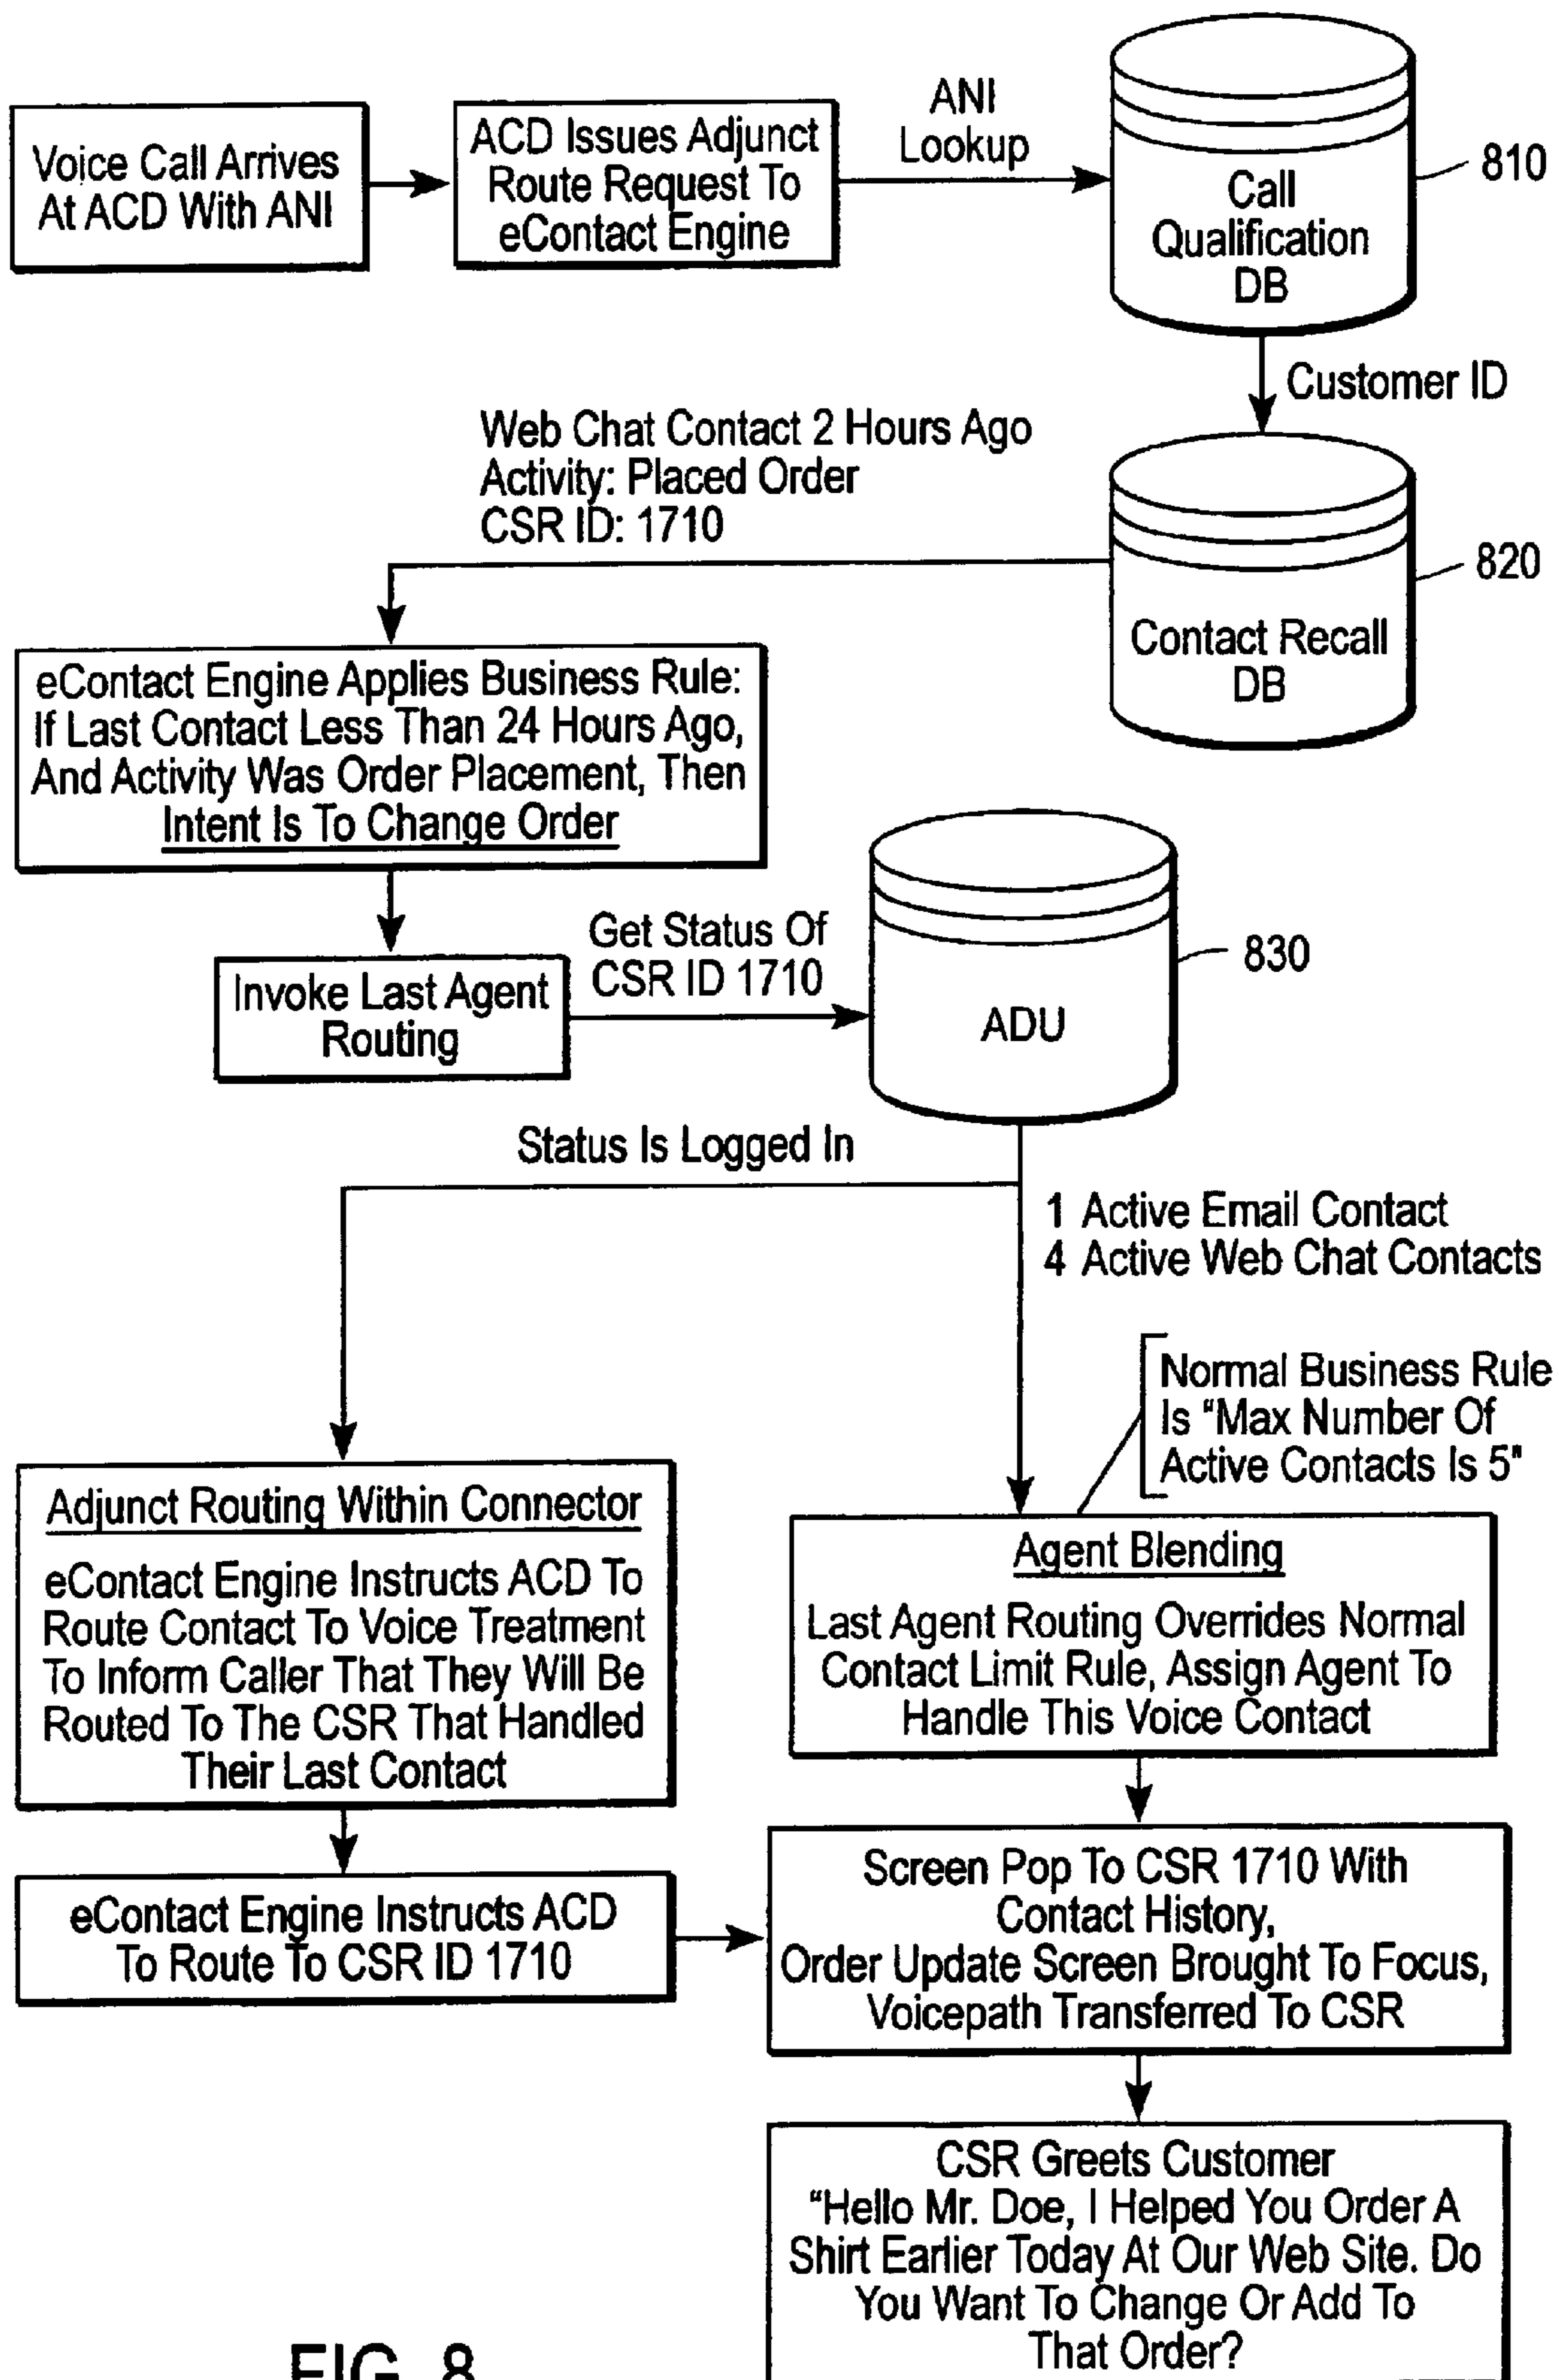 Voice Call Arrives
At ACD With ANI
ACD Issues Adjunct
Route Request To
eContact Engine
ANI
Lookup
Call
Qualification
DB
810
Customer ID
Web Chat Contact 2 Hours Ago
Activity: Placed Order
CSR ID: 1710
Contact Recall
DB
820
eContact Engine Applies Business Rule:
If Last Contact Less Than 24 Hours Ago,
And Activity Was Order Placement, Then
Intent Is To Change Order
Invoke Last Agent
Routing
Get Status Of
CSR ID 1710
ADU
830
Status Is Logged In
1 Active Email Contact
4 Active Web Chat Contacts
Normal Business Rule
Is "Max Number Of
Active Contacts Is 5"
Adjunct Routing Within Connector
eContact Engine Instructs ACD To
Route Contact To Voice Treatment
To Inform Caller That They Will Be
Routed To The CSR That Handled
Their Last Contact
Agent Blending
Last Agent Routing Overrides Normal
Contact Limit Rule, Assign Agent To
Handle This Voice Contact
eContact Engine Instructs ACD
To Route To CSR ID 1710
Screen Pop To CSR 1710 With
Contact History,
Order Update Screen Brought To Focus,
Voicepath Transferred To CSR
CSR Greets Customer
"Hello Mr. Doe, I Helped You Order A
Shirt Earlier Today At Our Web Site. Do
You Want To Change Or Add To
That Order?
FIG. 8